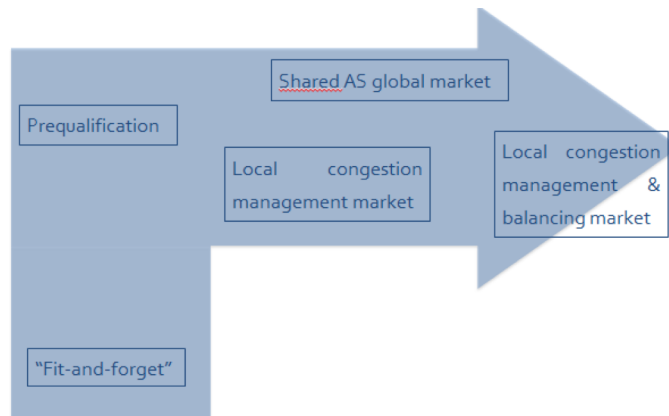 Shared AS global market
Prequalification
Local congestion
management market
Local congestion
management &
balancing market
“Fit-and-forget”